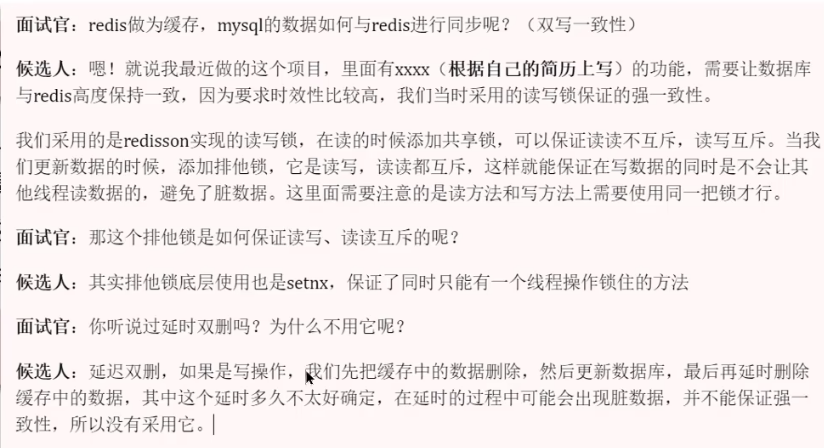 面试官：redis做为缓存，mysql的数据如何与redis进行同步呢？（双写一致性）
候选人：嗯！就说我最近做的这个项目，里面有xxxx（根据自己的简历上写）的功能，需要让数据库
与redis高度保持一致，因为要求时效性比较高，我们当时采用的读写锁保证的强一致性。
我们采用的是redisson实现的读写锁，在读的时候添加共享锁，可以保证读读不互斥，读写互斥。当我
们更新数据的时候，添加排他锁，它是读写，读读都互斥，这样就能保证在写数据的同时是不会让其
他线程读数据的，避免了脏数据。这里面需要注意的是读方法和写方法上需要使用同一把锁才行。
面试官：那这个排他锁是如何保证读写、读读互斥的呢？
候选人：其实排他锁底层使用也是setnx，保证了同时只能有一个线程操作锁住的方法
面试官：你听说过延时双删吗？为什么不用它呢？
候选人：延迟双删，如果是写操作，我们先把缓存中的数据删除，然后更新数据库，最后再延时删除
缓存中的数据，其中这个延时多久不太好确定，在延时的过程中可能会出现脏数据，并不能保证强一
致性，所以没有采用它。